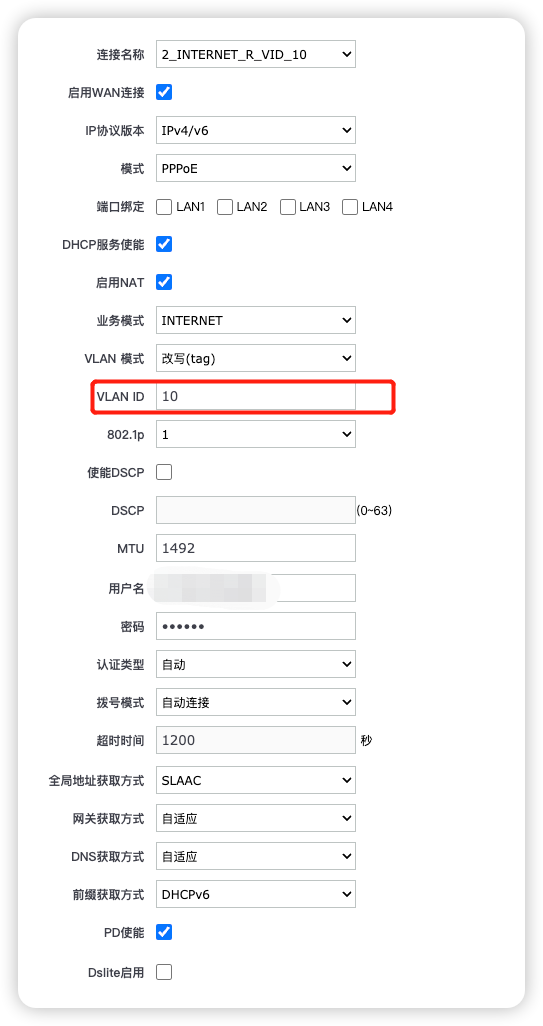 连接名称 2_INTERNET_R_VID_10
启用WAN连接
IP协议版本 IPv4/v6
模式 PPPoE
端口绑定 LAN1 LAN2 LAN3 LAN4
DHCP服务使能
启用NAT
业务模式 INTERNET
VLAN 模式 改写(tag)
VLAN ID 10
802.1p 1
使能DSCP
DSCP (0~63)
MTU 1492
用户名
密码 ••••••
认证类型 自动
拨号模式 自动连接
超时时间 1200 秒
全局地址获取方式 SLAAC
网关获取方式 自适应
DNS获取方式 自适应
前缀获取方式 DHCPv6
PD使能
Dslite启用